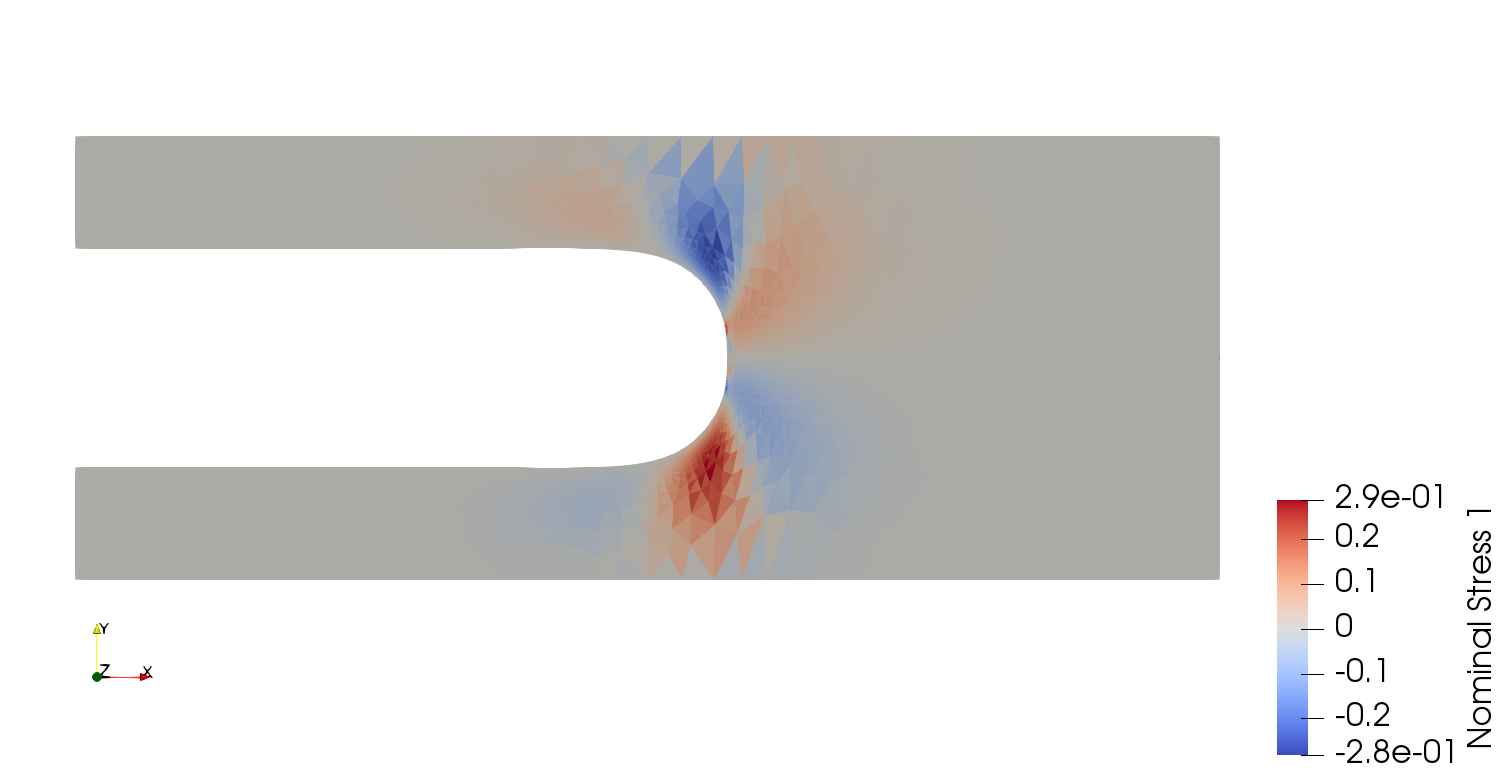 2.9e-01
0.2
0.1
0
-0.1
-0.2
-2.8e-01
Nominal Stress 1
Y
Z
X